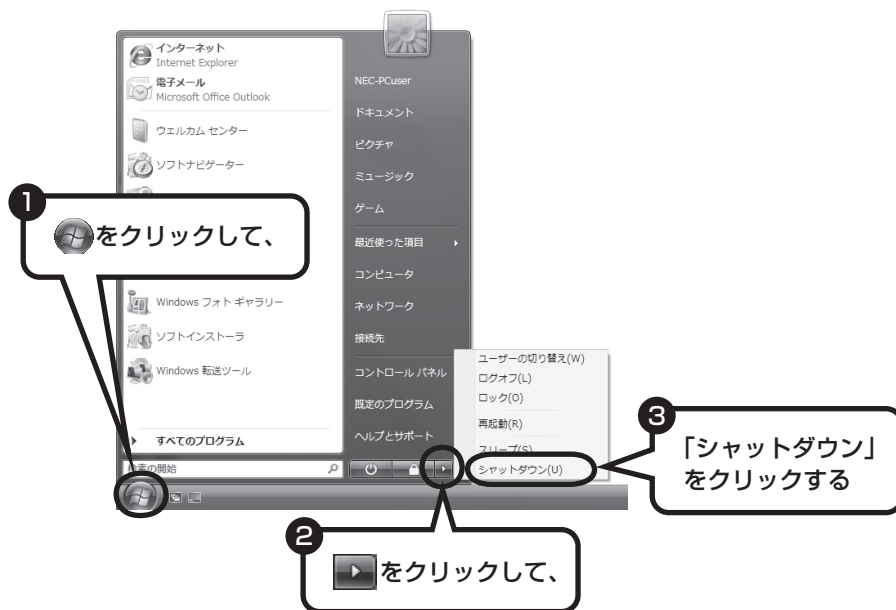 インターネット
Internet Explorer
電子メール
Microsoft Office Outlook
ウェルカム センター
ソフトナビゲーター
Windows フォト ギャラリー
ソフトインストーラ
Windows 転送ツール
すべてのプログラム
検索の開始
NEC-PCuser
ドキュメント
ピクチャ
ミュージック
ゲーム
最近使った項目
コンピュータ
ネットワーク
接続先
コントロール パネル
既定のプログラム
ヘルプとサポート
ユーザーの切り替え(W)
ログオフ(L)
ロック(O)
再起動(R)
スリープ(S)
シャットダウン(U)
1
をクリックして、
2
をクリックして、
3
「シャットダウン」
をクリックする